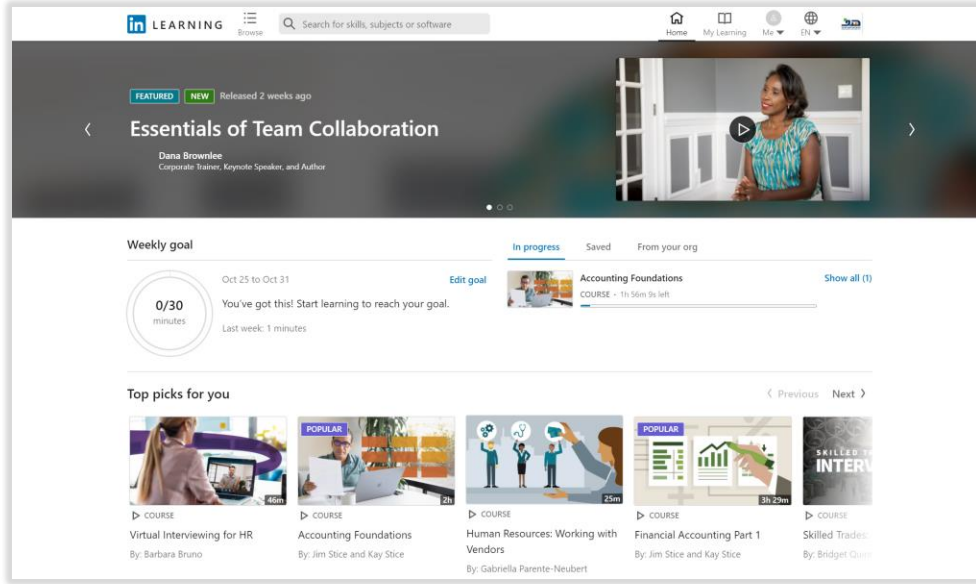 in LEARNING
Browse
Search for skills, subjects or software
Home
My Learning
Me
EN
FEATURED NEW Released 2 weeks ago
Essentials of Team Collaboration
Dana Brownlee
Corporate Trainer, Keynote Speaker, and Author
Weekly goal
Oct 25 to Oct 31
Edit goal
0/30
minutes
You've got this! Start learning to reach your goal.
Last week: 1 minutes
In progress Saved From your org
Accounting Foundations
Show all (1)
COURSE • 1h 56m 9s left
Top picks for you
Previous Next
46m
COURSE
Virtual Interviewing for HR
By: Barbara Bruno
POPULAR
2h
COURSE
Accounting Foundations
By: Jim Stice and Kay Stice
25m
COURSE
Human Resources: Working with
Vendors
By: Gabriella Parente-Neubert
POPULAR
3h 29m
COURSE
Financial Accounting Part 1
By: Jim Stice and Kay Stice
SKILLED
COURSE
Skilled Trades:
By: Bridget